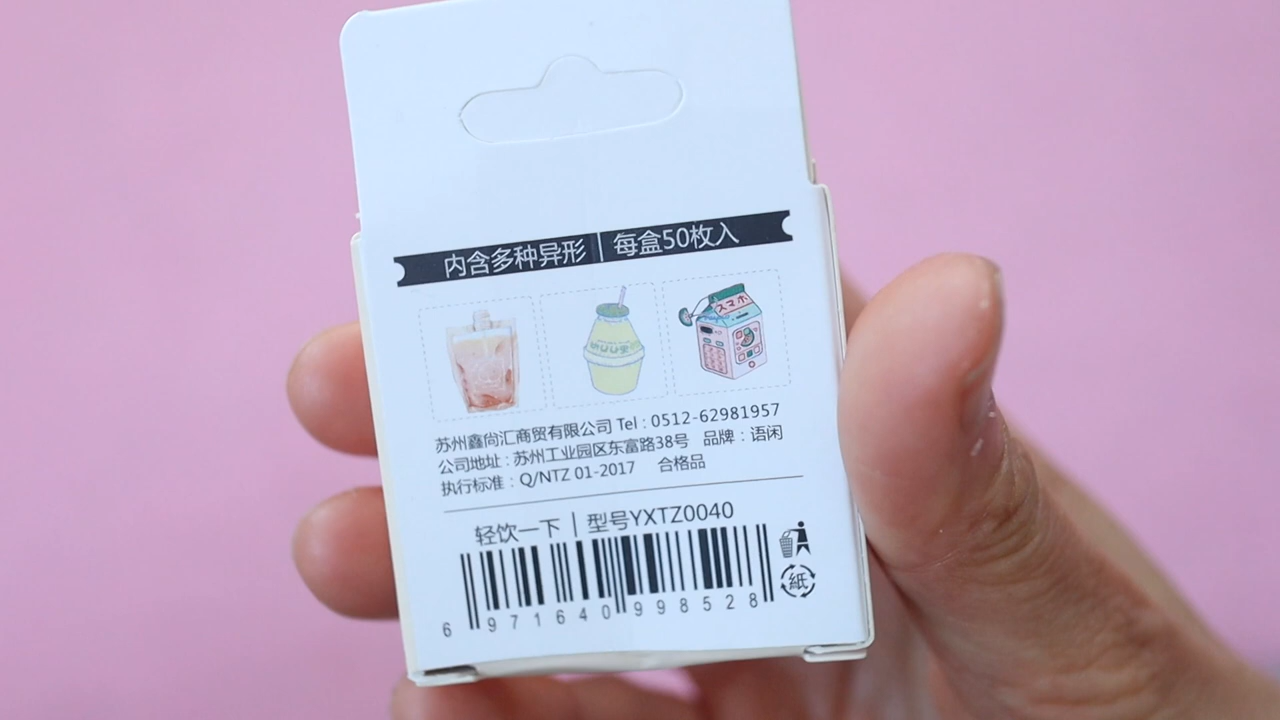 内含多种异形 | 每盒50枚入
スマホ
苏州鑫尚汇商贸有限公司 Tel : 0512-62981957
公司地址 : 苏州工业园区东富路38号 品牌 : 语闲
执行标准 : Q/NTZ 01-2017 合格品
轻饮一下 | 型号YXTZ0040
紙
6 971640 998528